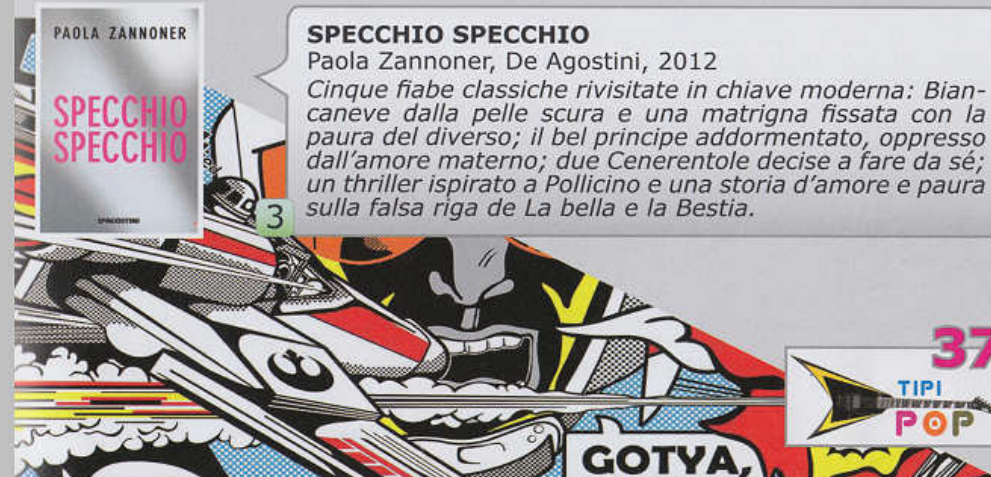 PAOLA ZANNONER
SPECCHIO
SPECCHIO
DEAGOSTINI
SPECCHIO SPECCHIO
Paola Zannoner, De Agostini, 2012
Cinque fiabe classiche rivisitate in chiave moderna: Bian-
caneve dalla pelle scura e una matrigna fissata con la
paura del diverso; il bel principe addormentato, oppresso
dall'amore materno; due Cenerentole decise a fare da sé;
un thriller ispirato a Pollicino e una storia d'amore e paura
sulla falsa riga de La bella e la Bestia.
3
37
TIPI
POP
GOTYA,